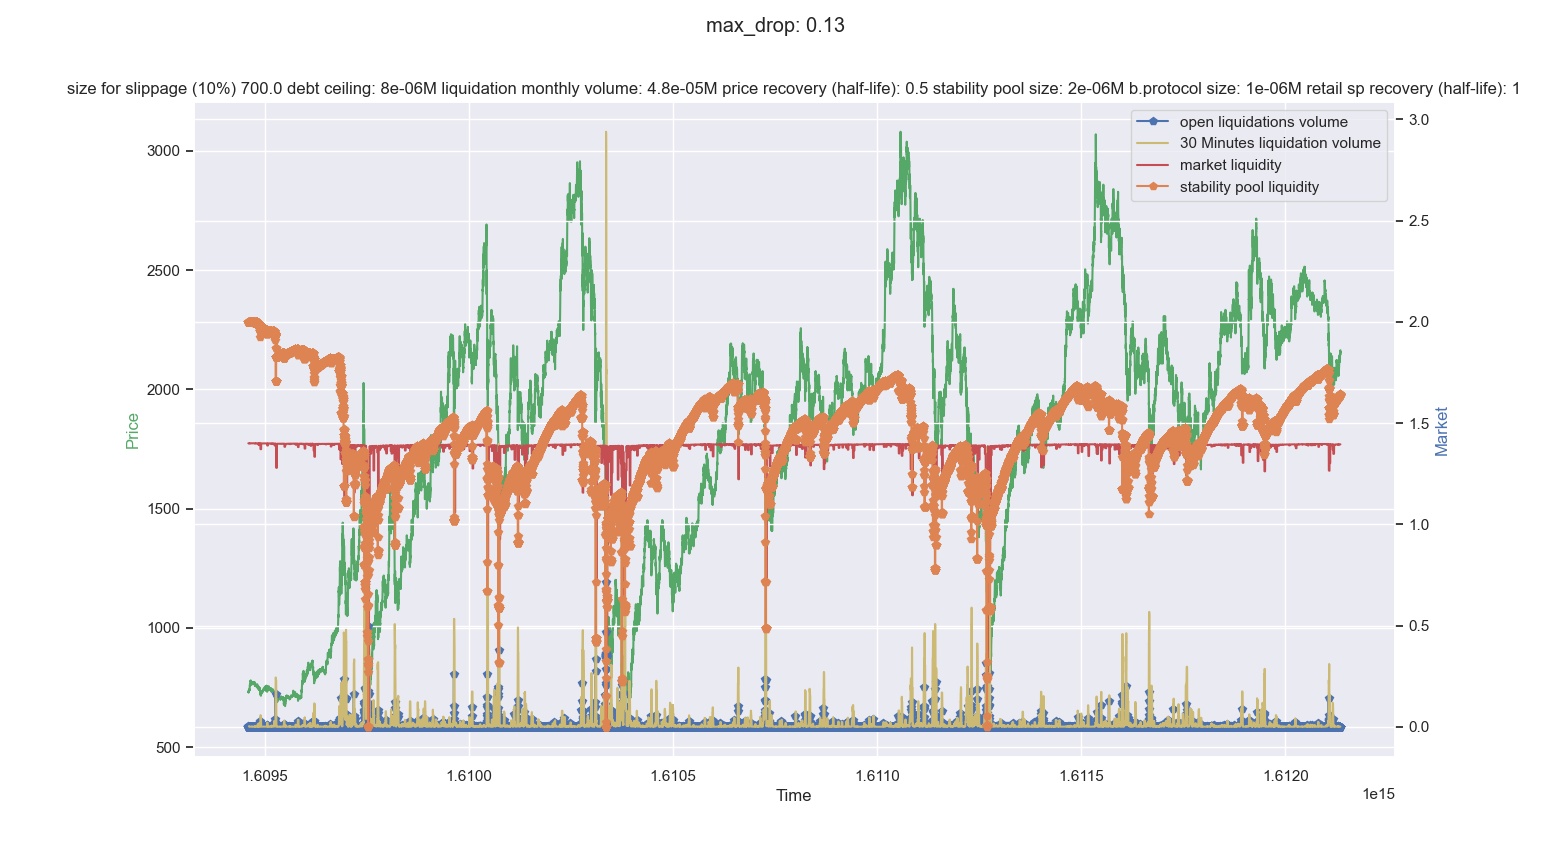 max_drop: 0.13
size for slippage (10%) 700.0 debt ceiling: 8e-06M liquidation monthly volume: 4.8e-05M price recovery (half-life): 0.5 stability pool size: 2e-06M b.protocol size: 1e-06M retail sp recovery (half-life): 1
open liquidations volume
30 Minutes liquidation volume
market liquidity
stability pool liquidity
3000
2500
2000
1500
1000
500
Price
3.0
2.5
2.0
1.5
1.0
0.5
0.0
Market
1.6095 1.6100 1.6105 1.6110 1.6115 1.6120
Time
1e15